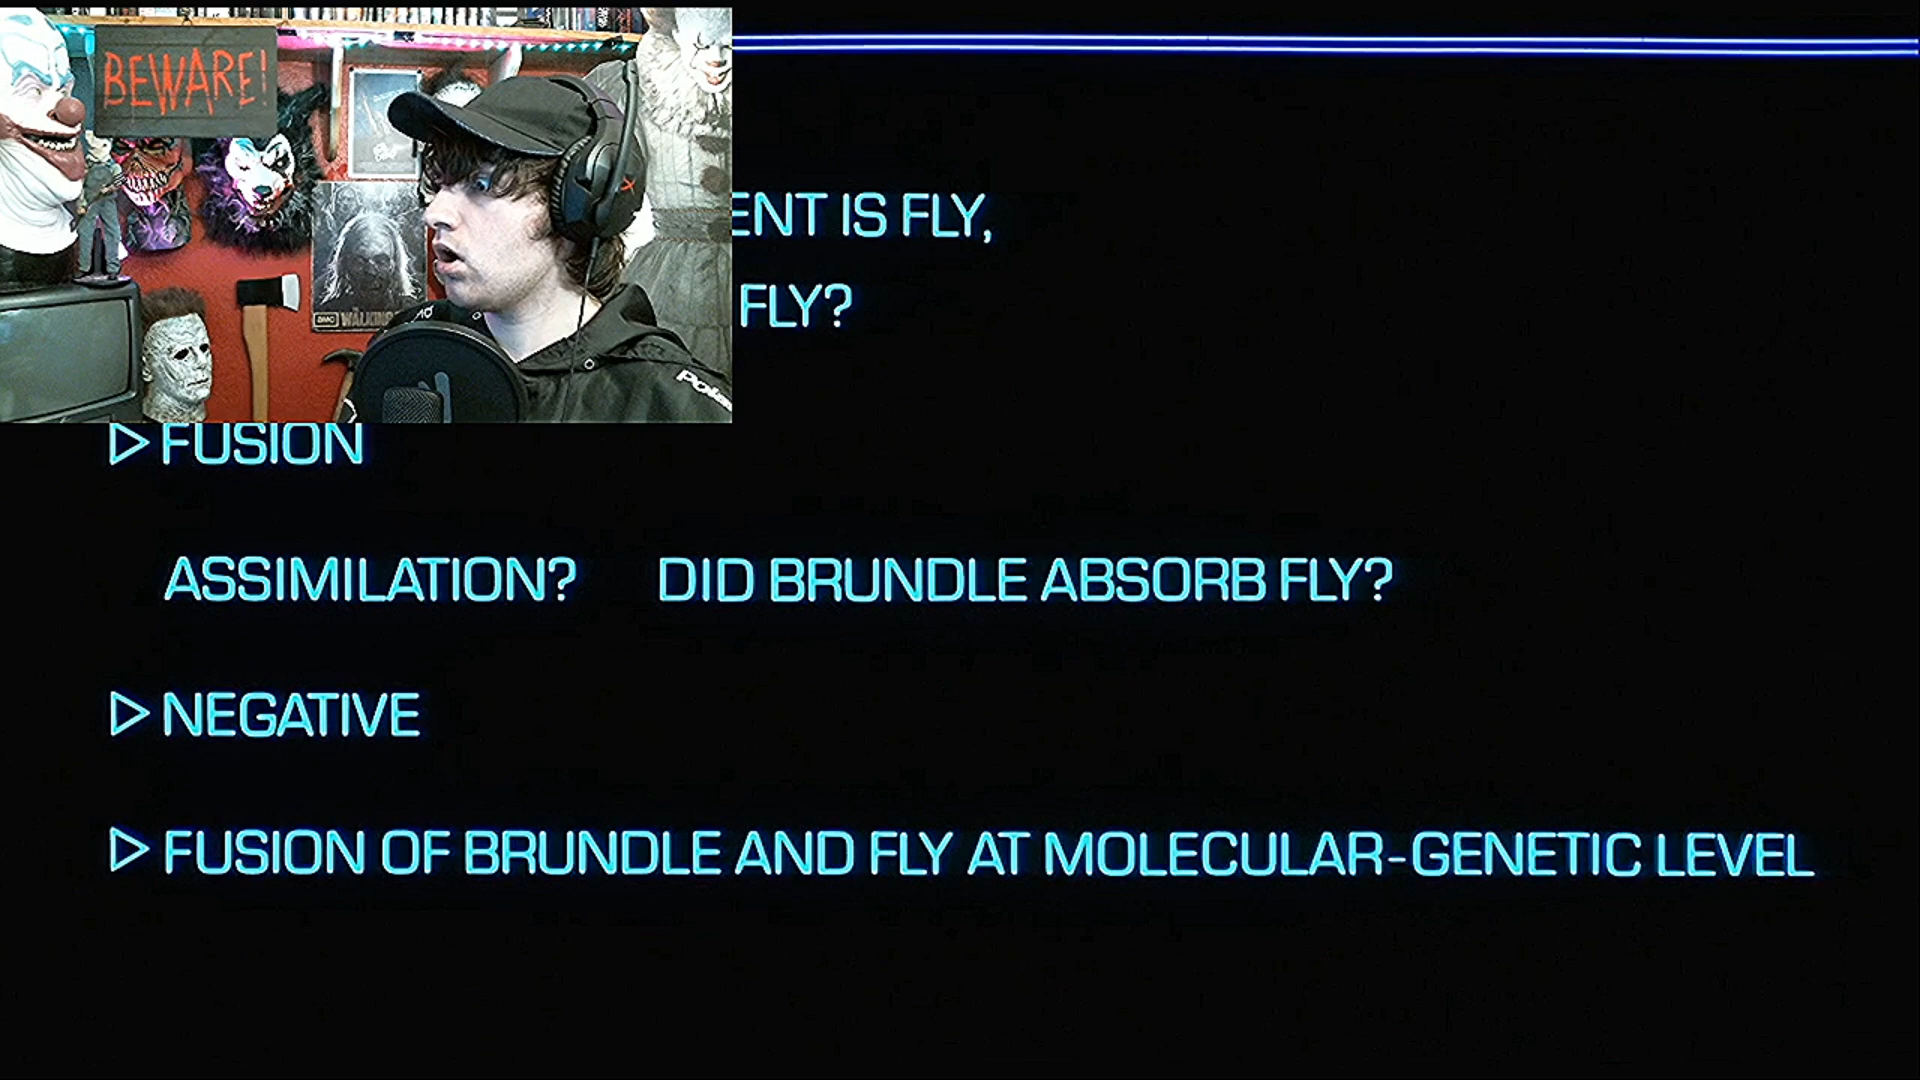 BEWARE!
ENT IS FLY,
FLY?
AMC
▷ FUSION
ASSIMILATION? DID BRUNDLE ABSORB FLY?
▷ NEGATIVE
▷ FUSION OF BRUNDLE AND FLY AT MOLECULAR-GENETIC LEVEL